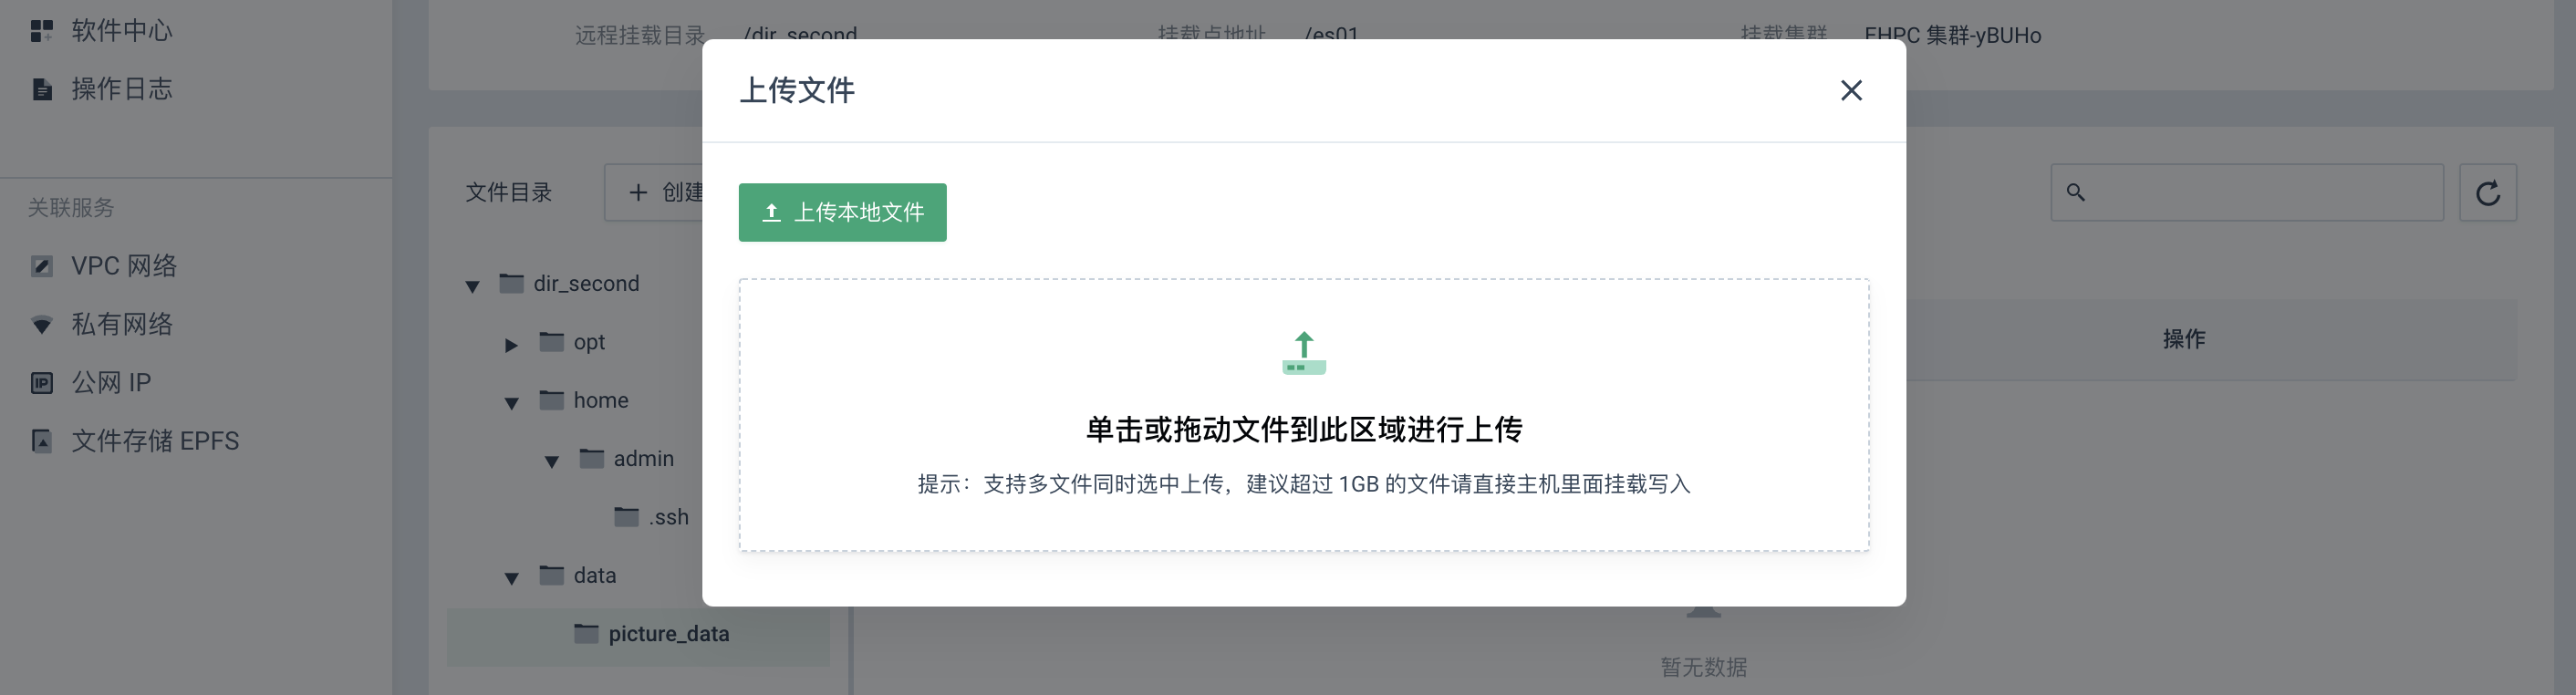 软件中心
操作日志
关联服务
VPC 网络
私有网络
公网 IP
文件存储 EPFS
远程挂载目录 /dir_second 挂载点地址 /es01 挂载集群 EHPC 集群-yBUHo
文件目录 创建
dir_second
opt
home
admin
.ssh
data
picture_data
上传文件
上传本地文件
单击或拖动文件到此区域进行上传
提示：支持多文件同时选中上传，建议超过 1GB 的文件请直接主机里面挂载写入
操作
暂无数据